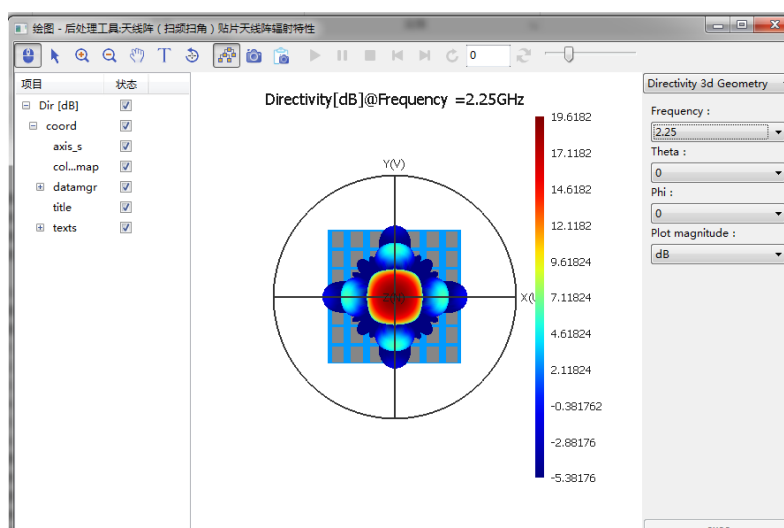 绘图 - 后处理工具:天线阵（扫频扫角）贴片天线阵辐射特性
T
0
项目 状态
Dir [dB]
coord
axis_s
col...map
datamgr
title
texts
Directivity[dB]@Frequency =2.25GHz
Y(V)
19.6182
17.1182
14.6182
12.1182
9.61824
7.11824
4.61824
2.11824
-0.381762
-2.88176
-5.38176
Directivity 3d Geometry
Frequency :
2.25
Theta :
0
Phi :
0
Plot magnitude :
dB